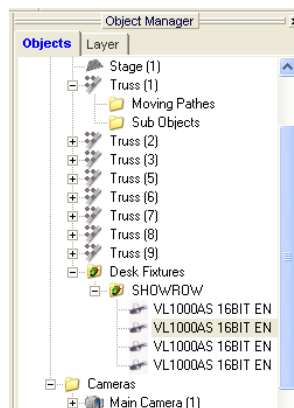 Object Manager
Objects Layer
Stage (1)
Truss (1)
Moving Pathes
Sub Objects
Truss (2)
Truss (3)
Truss (5)
Truss (6)
Truss (7)
Truss (8)
Truss (9)
Desk Fixtures
SHOWROW
VL1000AS 16BIT EN
VL1000AS 16BIT EN
VL1000AS 16BIT EN
VL1000AS 16BIT EN
Cameras
Main Camera (1)